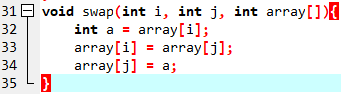 31 void swap(int i, int j, int array[]){
32 int a = array[i];
33 array[i] = array[j];
34 array[j] = a;
35 }